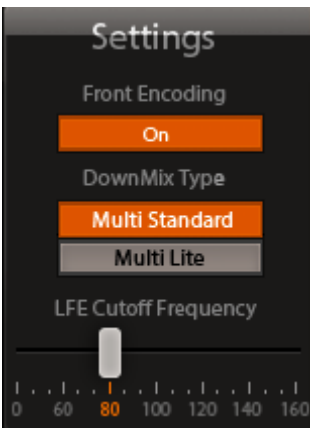 Settings
Front Encoding
On
DownMix Type
Multi Standard
Multi Lite
LFE Cutoff Frequency
0 60 80 100 120 140 160